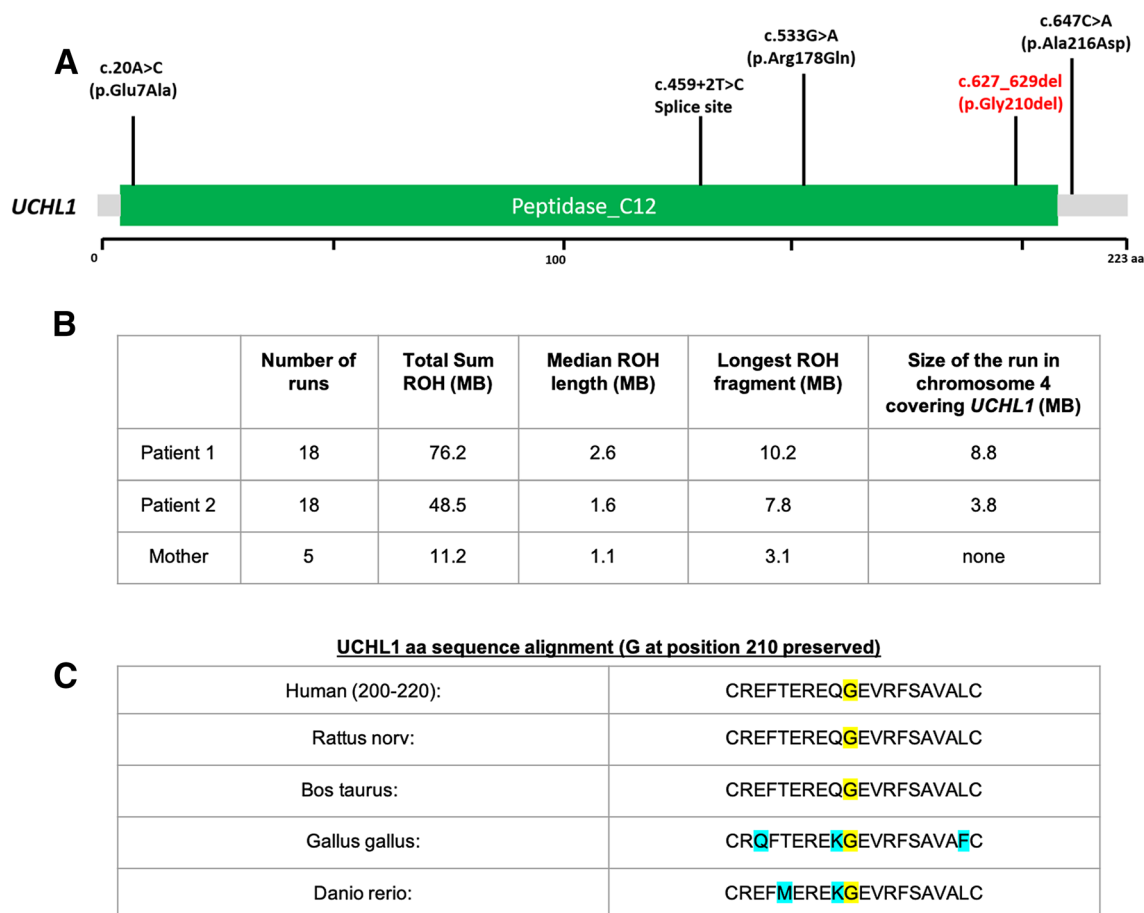 A
c.20A>C
(p.Glu7Ala)
c.459+2T>C
Splice site
c.533G>A
(p.Arg178Gln)
c.627_629del
(p.Gly210del)
c.647C>A
(p.Ala216Asp)
UCHL1
Peptidase_C12
0
100
223 aa
B
Number of runs
Total Sum ROH (MB)
Median ROH length (MB)
Longest ROH fragment (MB)
Size of the run in chromosome 4 covering UCHL1 (MB)
Patient 1 18 76.2 2.6 10.2 8.8
Patient 2 18 48.5 1.6 7.8 3.8
Mother 5 11.2 1.1 3.1 none
UCHL1 aa sequence alignment (G at position 210 preserved)
C
Human (200-220): CREFTEREQGEVRFSAVALC
Rattus norv: CREFTEREQGEVRFSAVALC
Bos taurus: CREFTEREQGEVRFSAVALC
Gallus gallus: CRQFTEREKGEVRFSAVAFC
Danio rerio: CREFMEREKGEVRFSAVALC